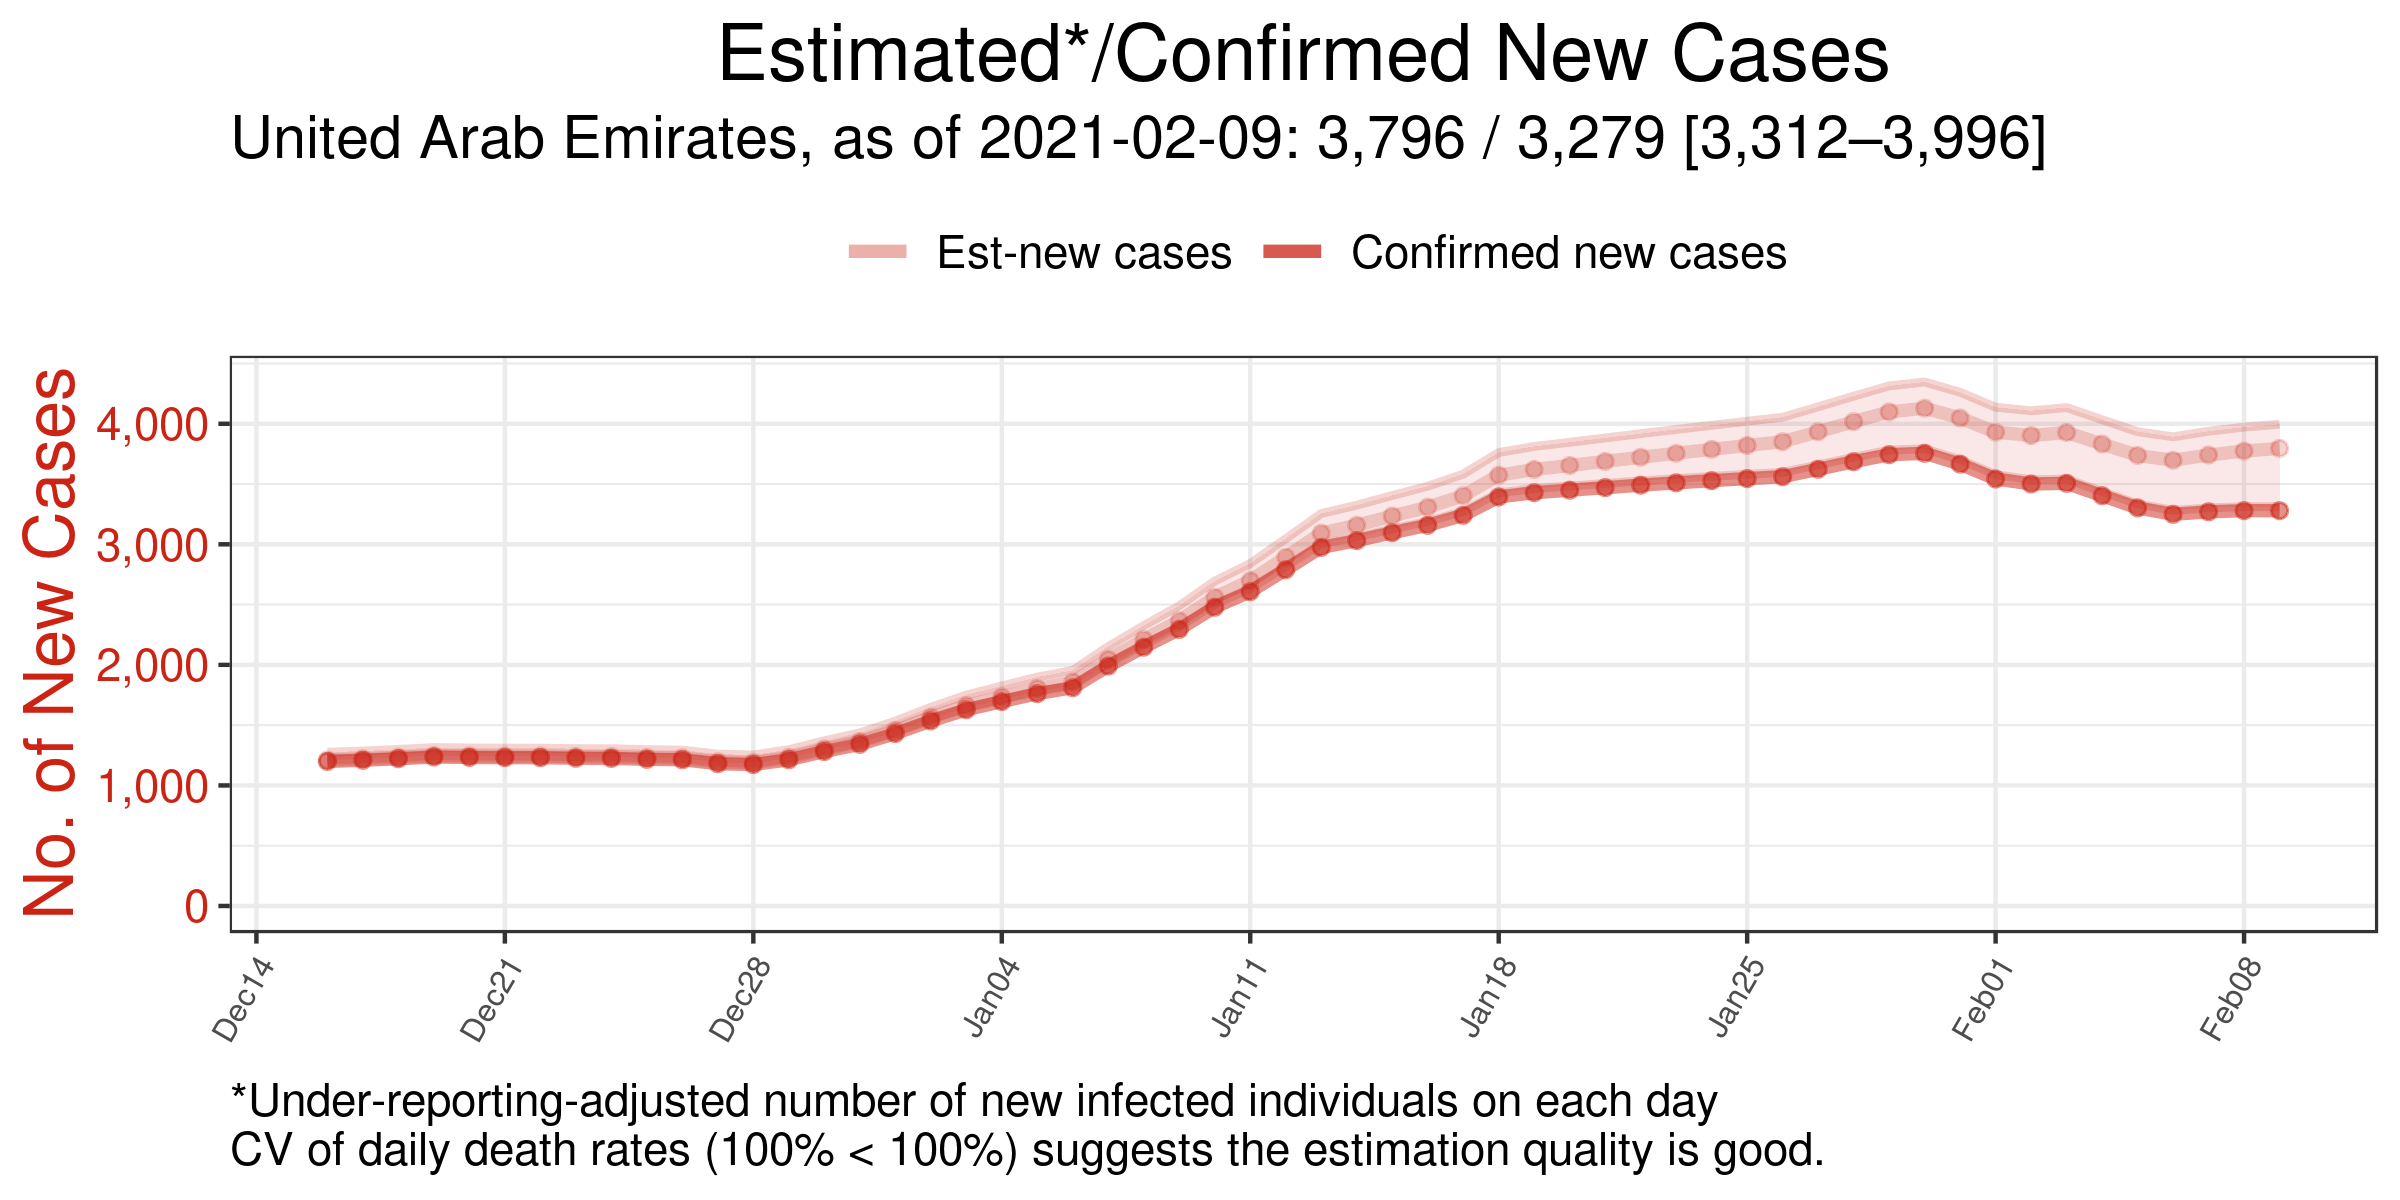 Estimated*/Confirmed New Cases
United Arab Emirates, as of 2021-02-09: 3,796 / 3,279 [3,312–3,996]
Est-new cases
Confirmed new cases
No. of New Cases
4,000
3,000
2,000
1,000
0
Dec14
Dec21
Dec28
Jan04
Jan11
Jan18
Jan25
Feb01
Feb08
*Under-reporting-adjusted number of new infected individuals on each day
CV of daily death rates (100% < 100%) suggests the estimation quality is good.